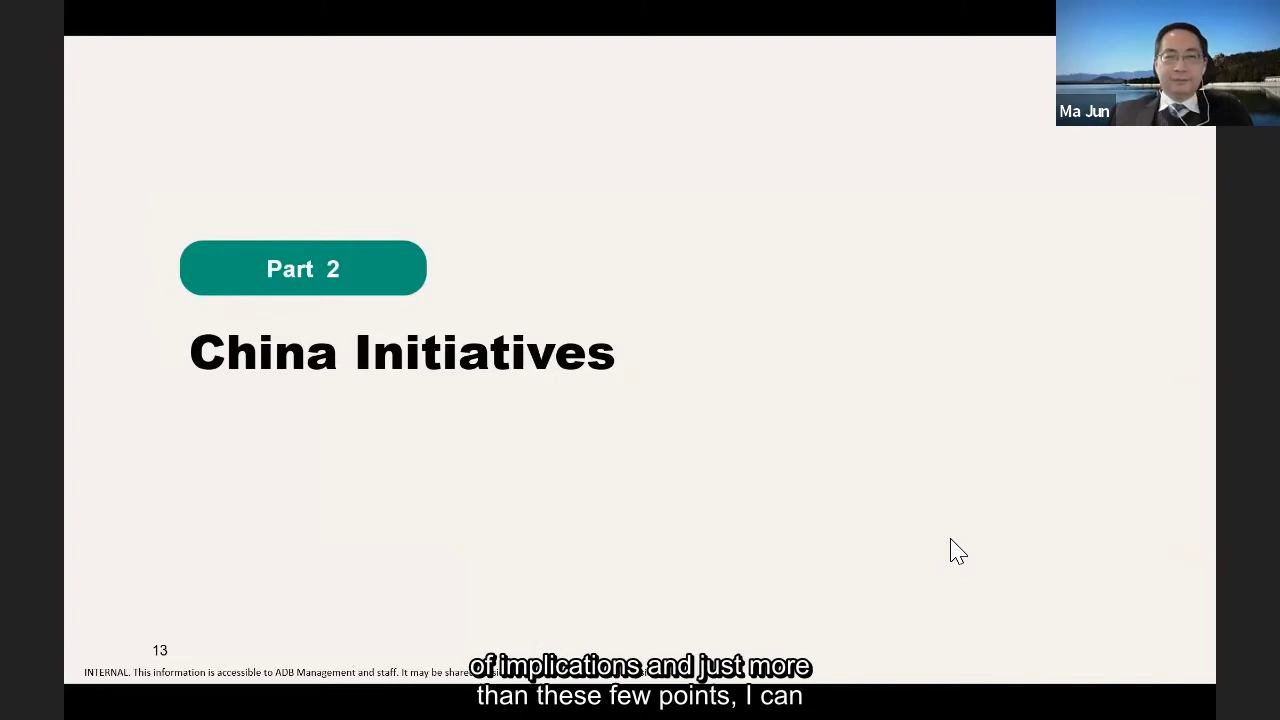 Ma Jun
Part 2
China Initiatives
13
INTERNAL. This information is accessible to ADB Management and staff. It may be shared
of implications and just more
than these few points, I can